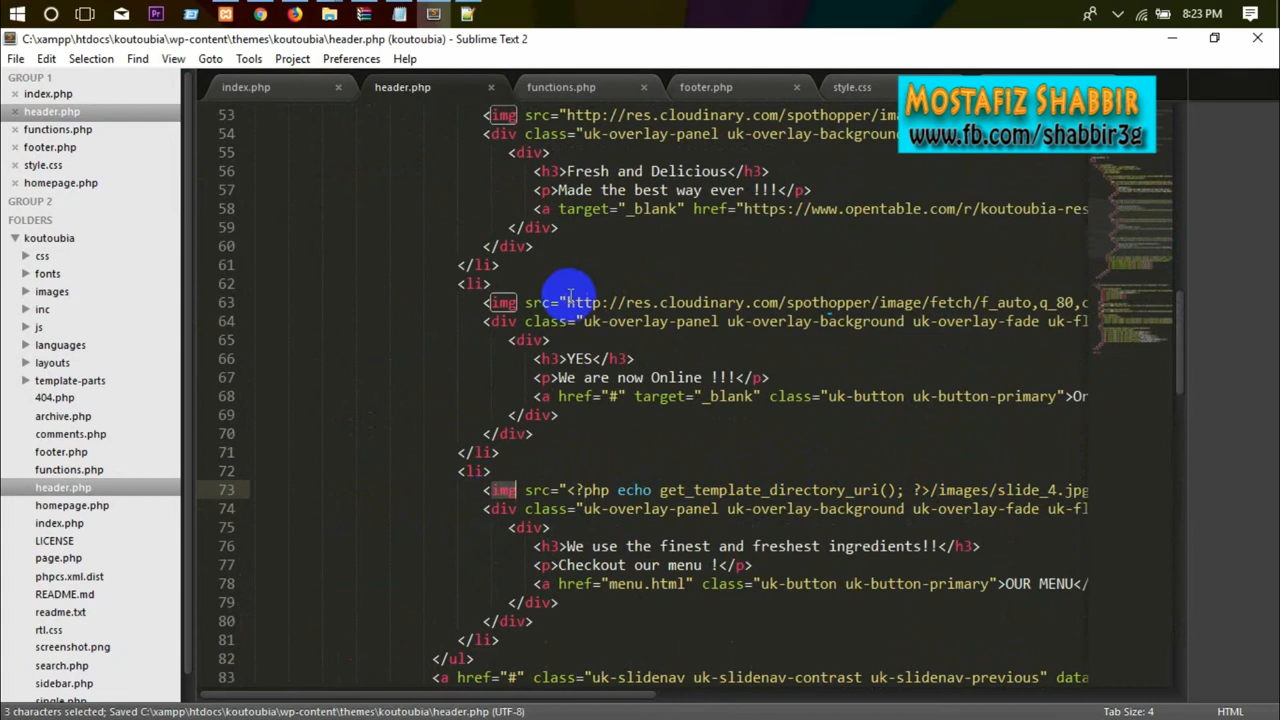 8:23 PM
C:\xampp\htdocs\koutoubia\wp-content\themes\koutoubia\header.php (koutoubia) - Sublime Text 2
File Edit Selection Find View Goto Tools Project Preferences Help
GROUP 1
index.php
header.php
functions.php
footer.php
style.css
homepage.php
GROUP 2
FOLDERS
koutoubia
css
fonts
images
inc
js
languages
layouts
template-parts
404.php
archive.php
comments.php
footer.php
functions.php
header.php
homepage.php
index.php
LICENSE
page.php
phpcs.xml.dist
README.md
readme.txt
rtl.css
screenshot.png
search.php
sidebar.php
single.php
index.php header.php functions.php footer.php style.css
MOSTAFIZ SHABBIR
www.fb.com/shabbir3g
53 <img src="http://res.cloudinary.com/spothopper/ima
54 <div class="uk-overlay-panel uk-overlay-background
55 <div>
56 <h3>Fresh and Delicious</h3>
57 <p>Made the best way ever !!!</p>
58 <a target="_blank" href="https://www.opentable.com/r/koutoubia-res
59 </div>
60 </div>
61 </li>
62 <li>
63 <img src="http://res.cloudinary.com/spothopper/image/fetch/f_auto,q_80,c
64 <div class="uk-overlay-panel uk-overlay-background uk-overlay-fade uk-fl
65 <div>
66 <h3>YES</h3>
67 <p>We are now Online !!!</p>
68 <a href="#" target="_blank" class="uk-button uk-button-primary">Or
69 </div>
70 </div>
71 </li>
72 <li>
73 <img src="<?php echo get_template_directory_uri(); ?>/images/slide_4.jpg
74 <div class="uk-overlay-panel uk-overlay-background uk-overlay-fade uk-fl
75 <div>
76 <h3>We use the finest and freshest ingredients!!</h3>
77 <p>Checkout our menu !</p>
78 <a href="menu.html" class="uk-button uk-button-primary">OUR MENU</
79 </div>
80 </div>
81 </li>
82 </ul>
83 <a href="#" class="uk-slidenav uk-slidenav-contrast uk-slidenav-previous" data
3 characters selected; Saved C:\xampp\htdocs\koutoubia\wp-content\themes\koutoubia\header.php (UTF-8)
Tab Size: 4
HTML